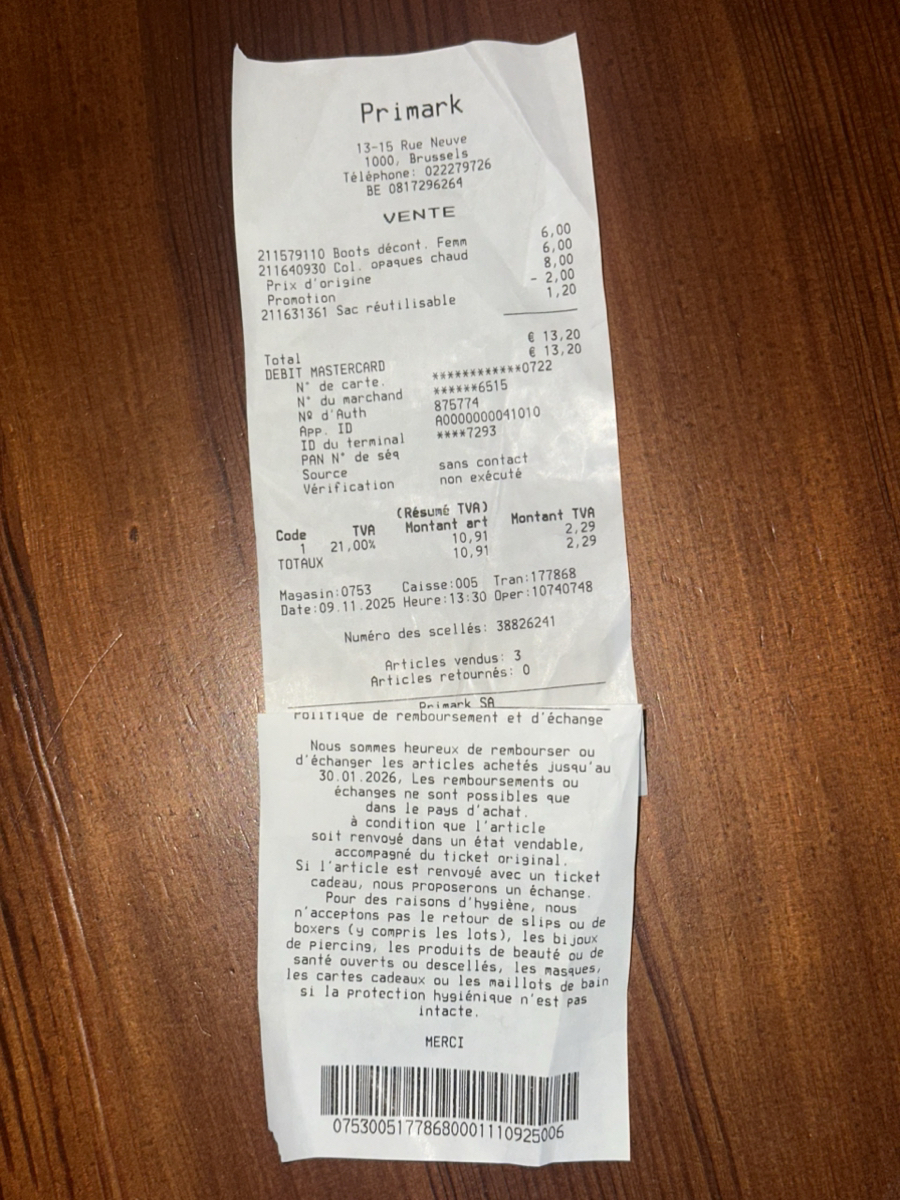 Primark
13-15 Rue Neuve
1000, Brussels
Téléphone: 022279726
BE 0817296264
VENTE
211579110 Boots décont. Femm 6,00
211640930 Col. opaques chaud 6,00
Prix d'origine 8,00
Promotion - 2,00
211631361 Sac réutilisable 1,20
Total € 13,20
DEBIT MASTERCARD € 13,20
N° de carte. ************0722
N° du marchand ******6515
Nº d'Auth 875774
App. ID A0000000041010
ID du terminal ****7293
PAN N° de séq
Source sans contact
Vérification non exécuté
(Résumé TVA)
Code TVA Montant art Montant TVA
1 21,00% 10,91 2,29
TOTAUX 10,91 2,29
Magasin:0753 Caisse:005 Tran:177868
Date:09.11.2025 Heure:13:30 Oper:10740748
Numéro des scellés: 38826241
Articles vendus: 3
Articles retournés: 0
Primark SA
Politique de remboursement et d'échange
Nous sommes heureux de rembourser ou
d'échanger les articles achetés jusqu'au
30.01.2026, Les remboursements ou
échanges ne sont possibles que
dans le pays d'achat.
à condition que l'article
soit renvoyé dans un état vendable,
accompagné du ticket original.
Si l'article est renvoyé avec un ticket
cadeau, nous proposerons un échange.
Pour des raisons d'hygiène, nous
n'acceptons pas le retour de slips ou de
boxers (y compris les lots), les bijoux
de piercing, les produits de beauté ou de
santé ouverts ou descellés, les masques,
les cartes cadeaux ou les maillots de bain
si la protection hygiénique n'est pas
intacte.
MERCI
07530051778680001110925006